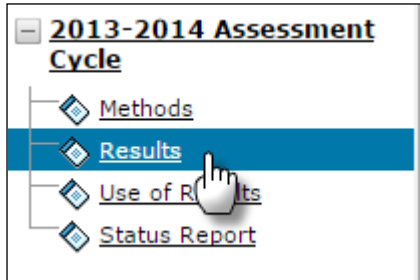 2013-2014 Assessment
Cycle
Methods
Results
Use of
Status Report